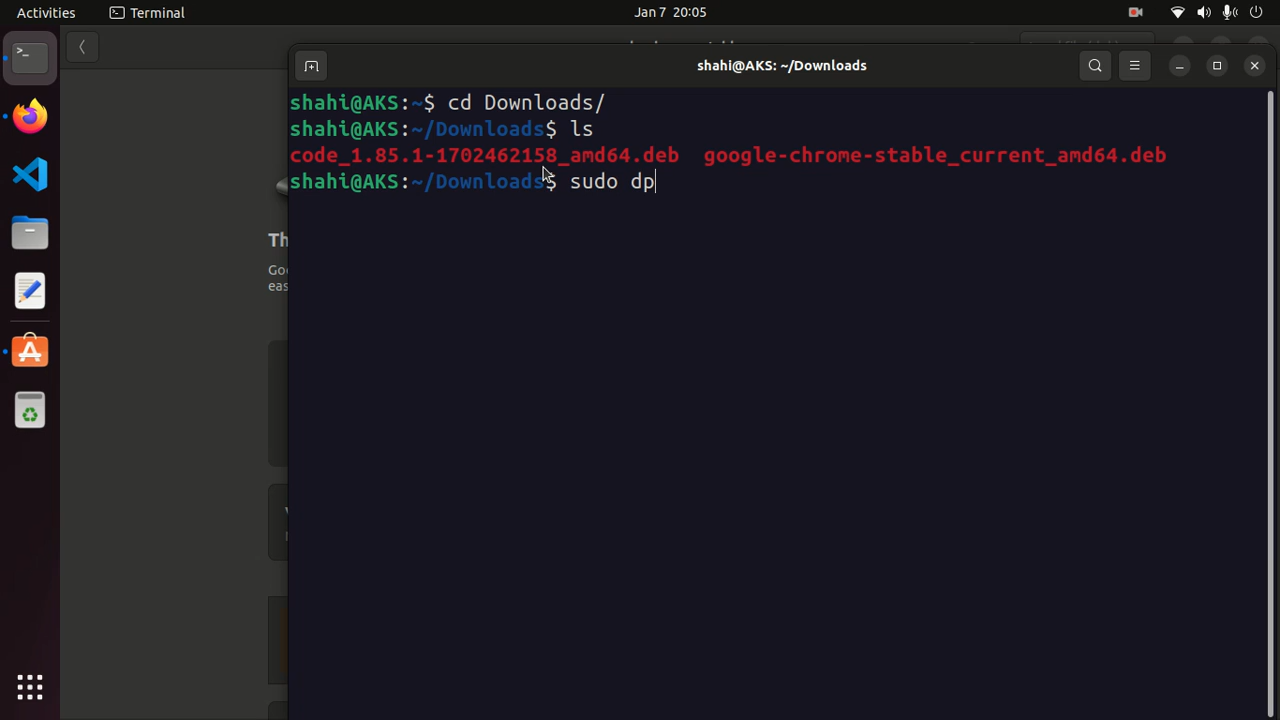 Activities
Terminal
Jan 7 20:05
shahi@AKS: ~/Downloads
shahi@AKS:~$ cd Downloads/
shahi@AKS:~/Downloads$ ls
code_1.85.1-1702462158_amd64.deb google-chrome-stable_current_amd64.deb
shahi@AKS:~/Downloads$ sudo dp